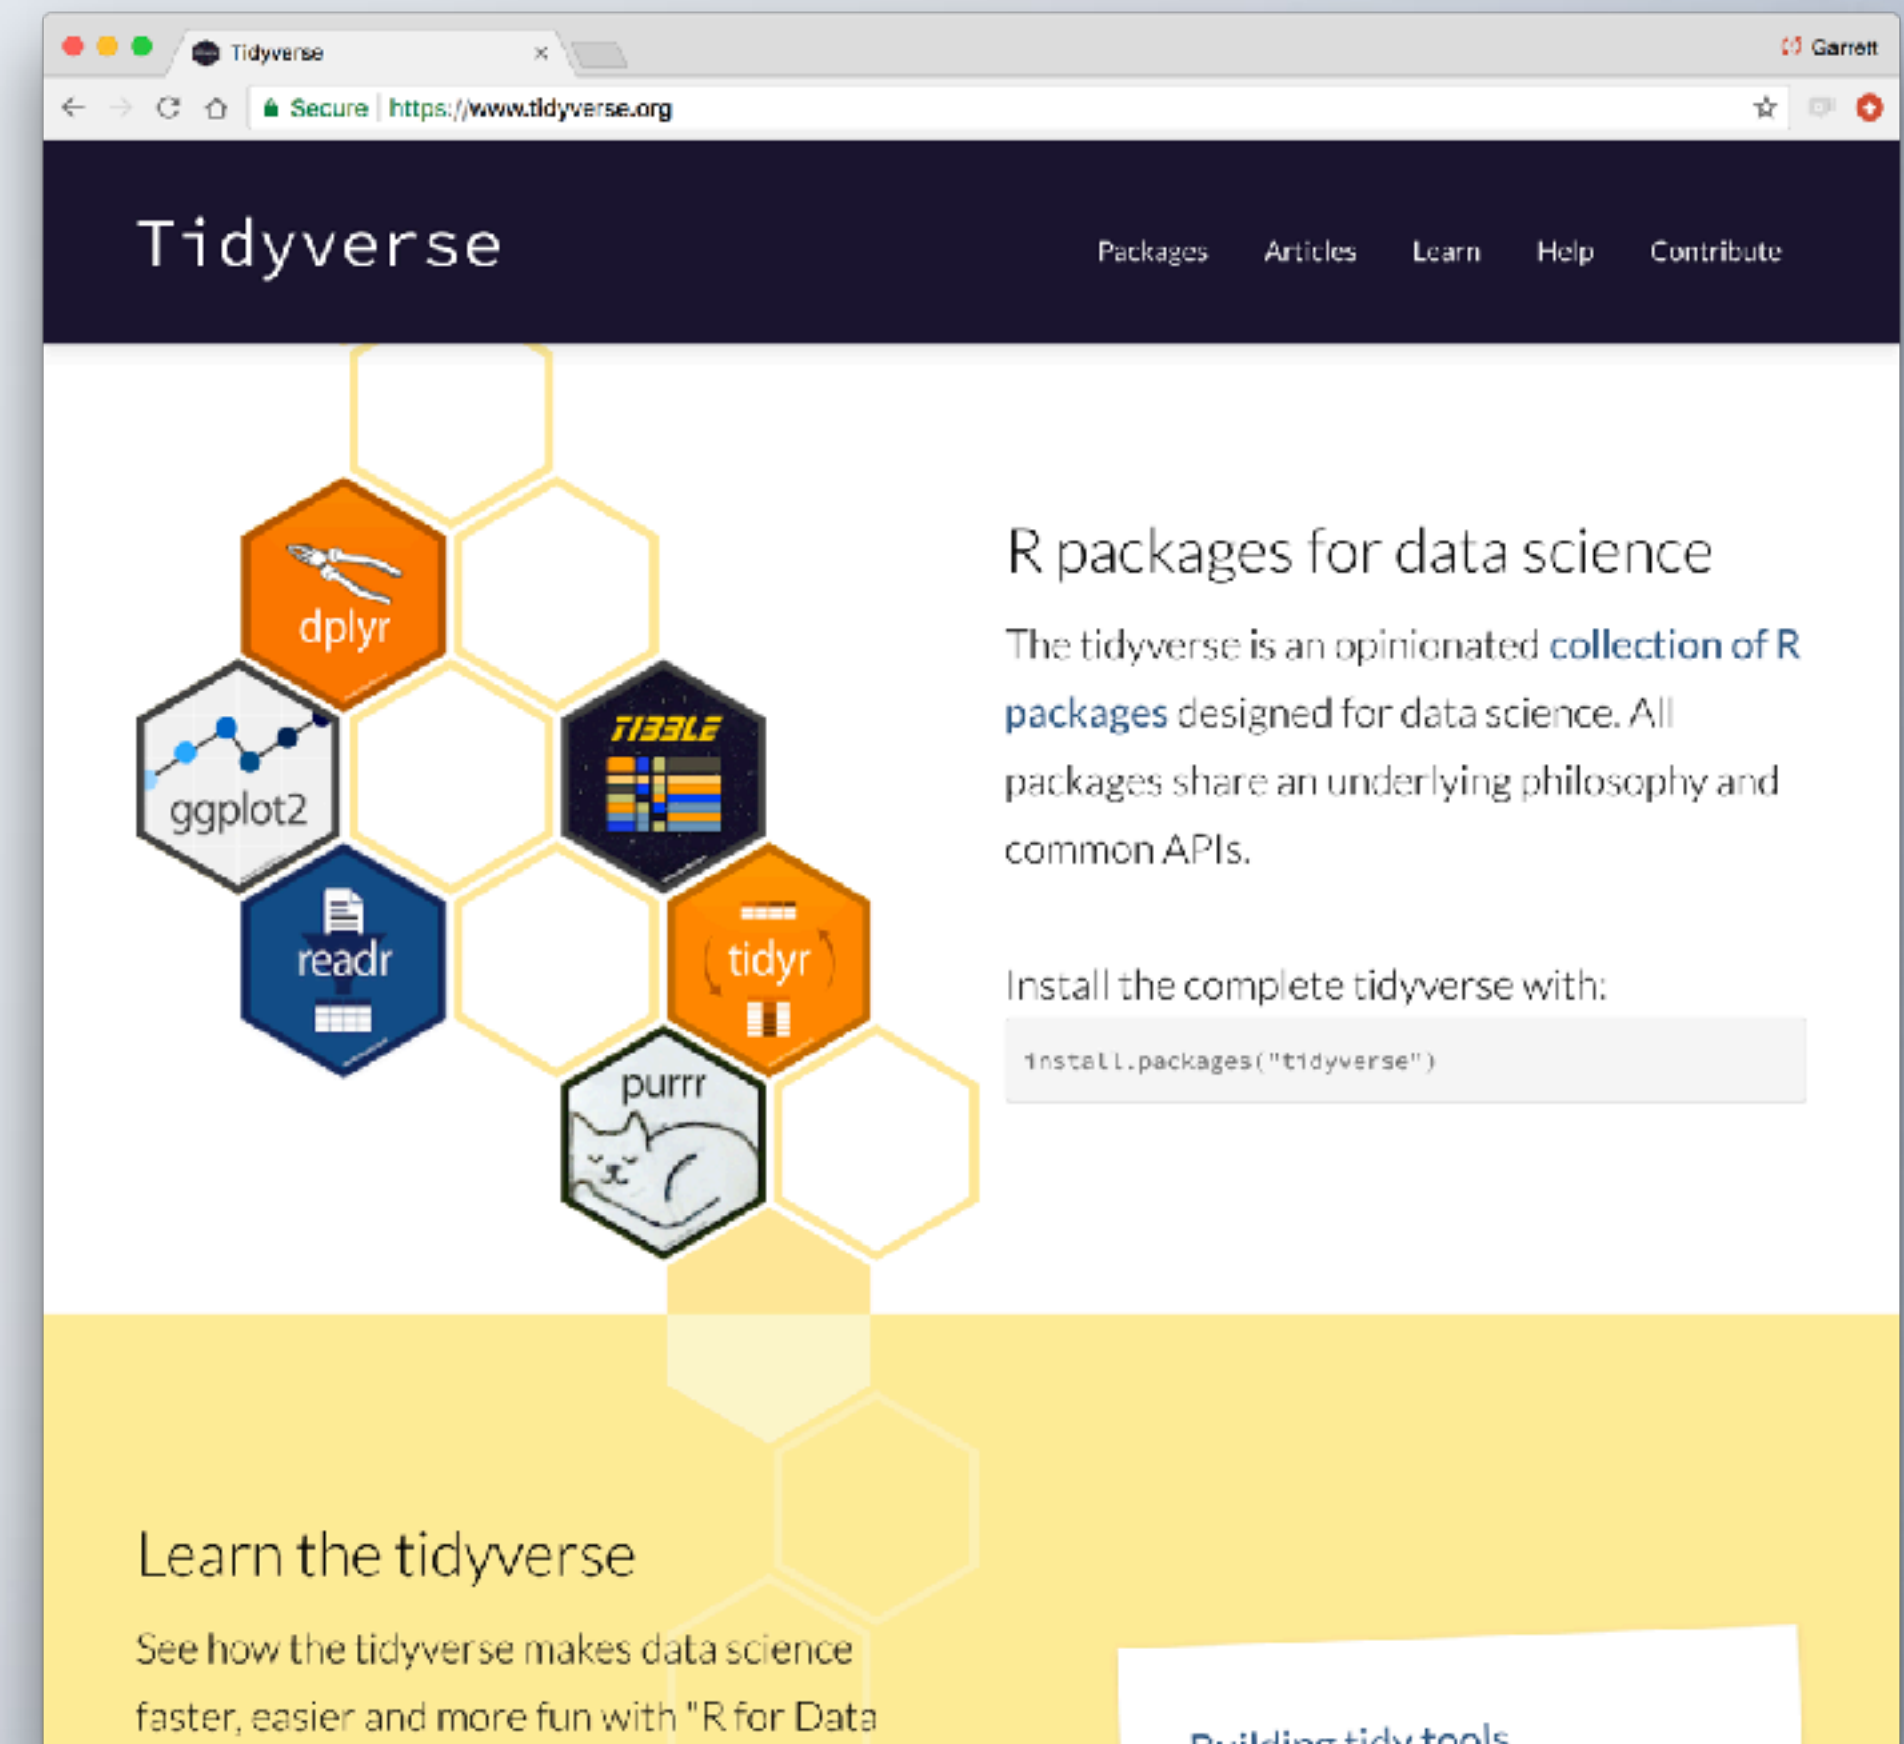 Tidyverse
Garrett
Secure https://www.tidyverse.org
Tidyverse
Packages Articles Learn Help Contribute
dplyr
ggplot2
TIBBLE
readr
tidyr
purrr
R packages for data science
The tidyverse is an opinionated collection of R
packages designed for data science. All
packages share an underlying philosophy and
common APIs.
Install the complete tidyverse with:
install.packages("tidyverse")
Learn the tidyverse
See how the tidyverse makes data science
faster, easier and more fun with "R for Data
Building tidy tools